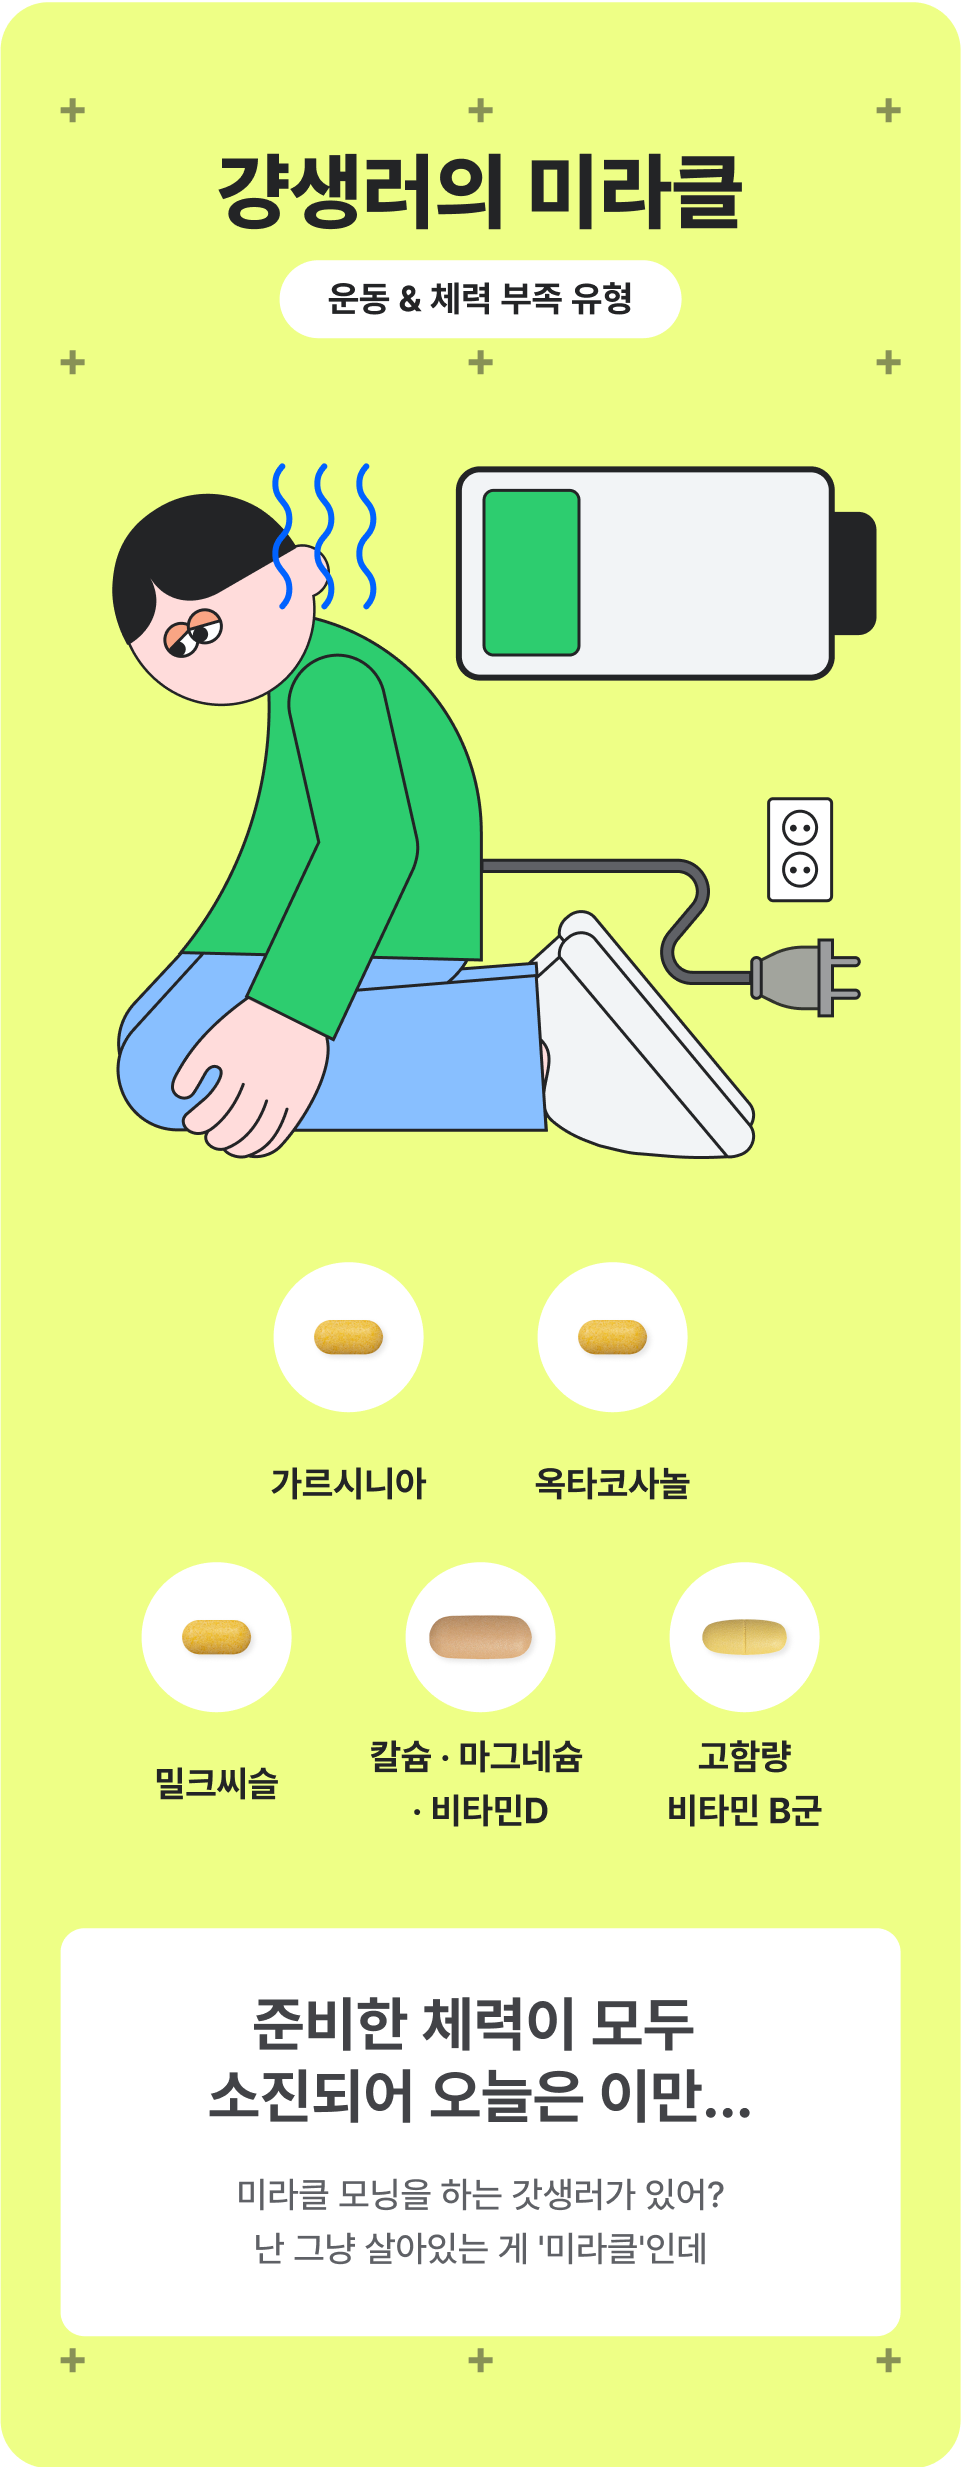 걍생러의 미라클
운동 & 체력 부족 유형
가르시니아
옥타코사놀
밀크씨슬
칼슘 · 마그네슘
· 비타민D
고함량
비타민 B군
준비한 체력이 모두
소진되어 오늘은 이만...
미라클 모닝을 하는 갓생러가 있어?
난 그냥 살아있는 게 '미라클'인데